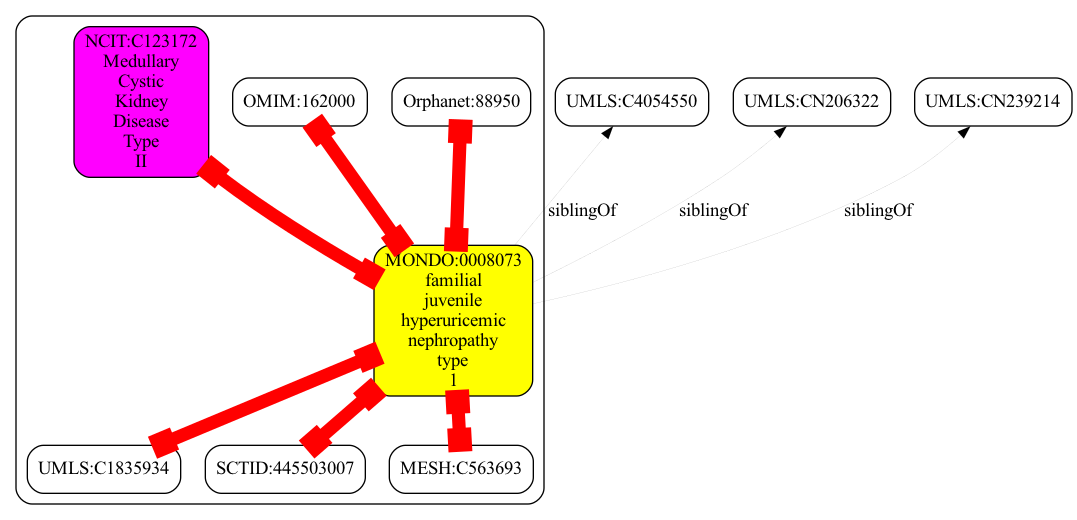 NCIT:C123172
Medullary
Cystic
Kidney
Disease
Type
II
OMIM:162000
Orphanet:88950
UMLS:C4054550
UMLS:CN206322
UMLS:CN239214
siblingOf
siblingOf
siblingOf
MONDO:0008073
familial
juvenile
hyperuricemic
nephropathy
type
1
UMLS:C1835934
SCTID:445503007
MESH:C563693